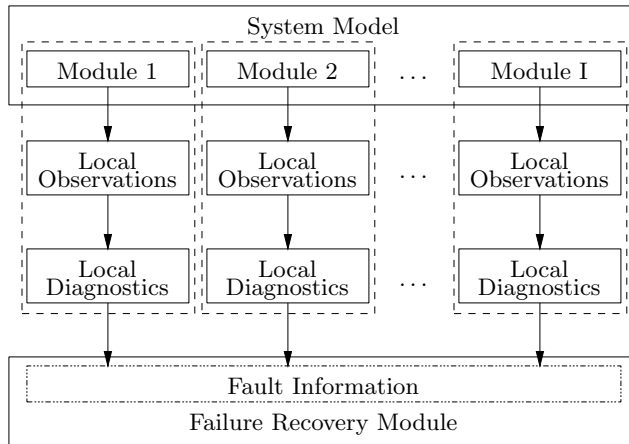 System Model
Module 1
Module 2
. . .
Module I
Local
Observations
Local
Observations
. . .
Local
Observations
Local
Diagnostics
Local
Diagnostics
. . .
Local
Diagnostics
Fault Information
Failure Recovery Module